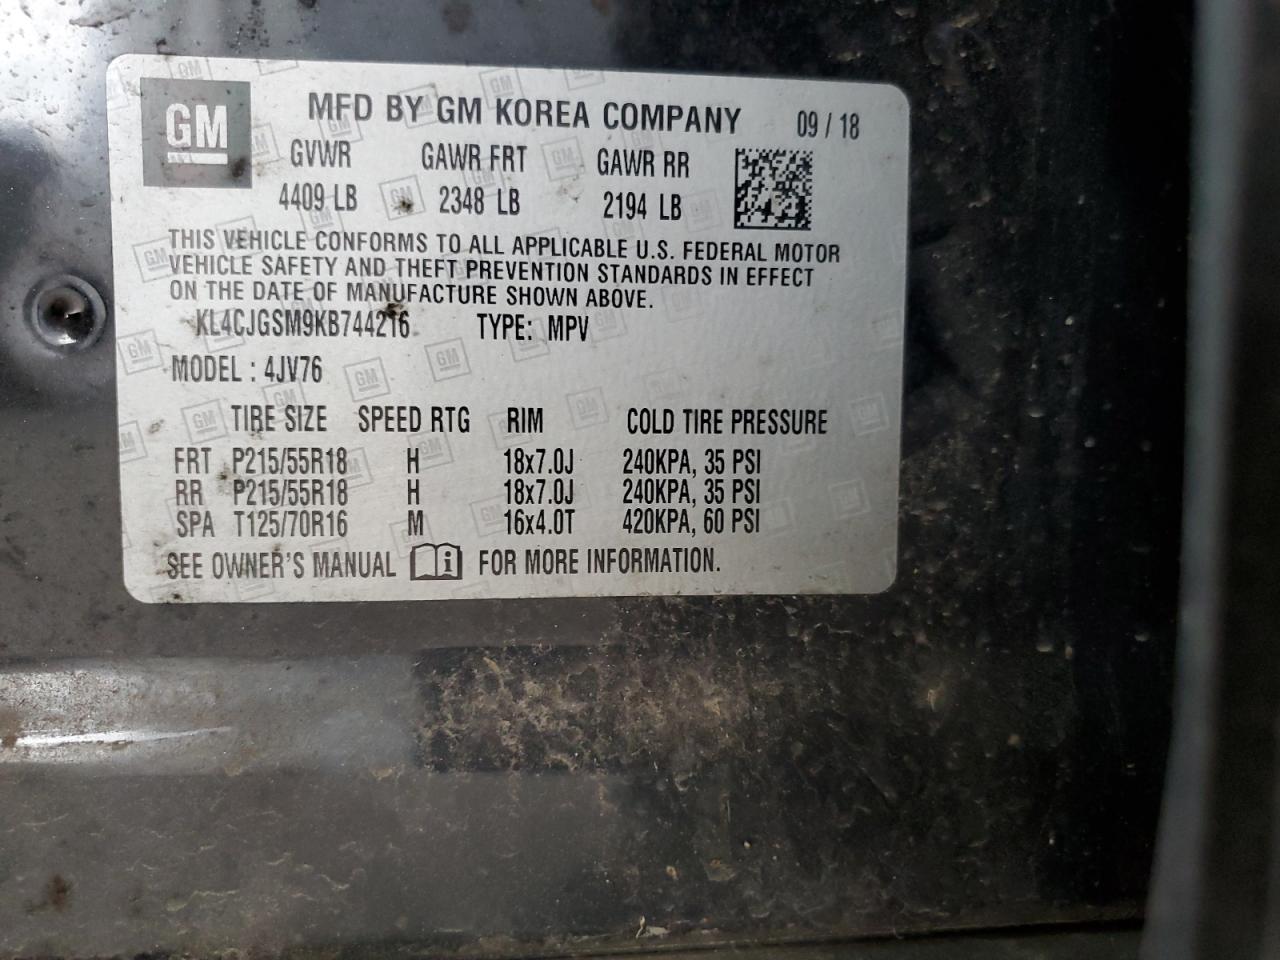 GM
MFD BY GM KOREA COMPANY 09 / 18
GVWR GAWR FRT GAWR RR
4409 LB 2348 LB 2194 LB
THIS VEHICLE CONFORMS TO ALL APPLICABLE U.S. FEDERAL MOTOR
VEHICLE SAFETY AND THEFT PREVENTION STANDARDS IN EFFECT
ON THE DATE OF MANUFACTURE SHOWN ABOVE.
KL4CJGSM9KB744216 TYPE: MPV
MODEL : 4JV76
TIRE SIZE SPEED RTG RIM COLD TIRE PRESSURE
FRT P215/55R18 H 18x7.0J 240KPA, 35 PSI
RR P215/55R18 H 18x7.0J 240KPA, 35 PSI
SPA T125/70R16 M 16x4.0T 420KPA, 60 PSI
SEE OWNER'S MANUAL i FOR MORE INFORMATION.